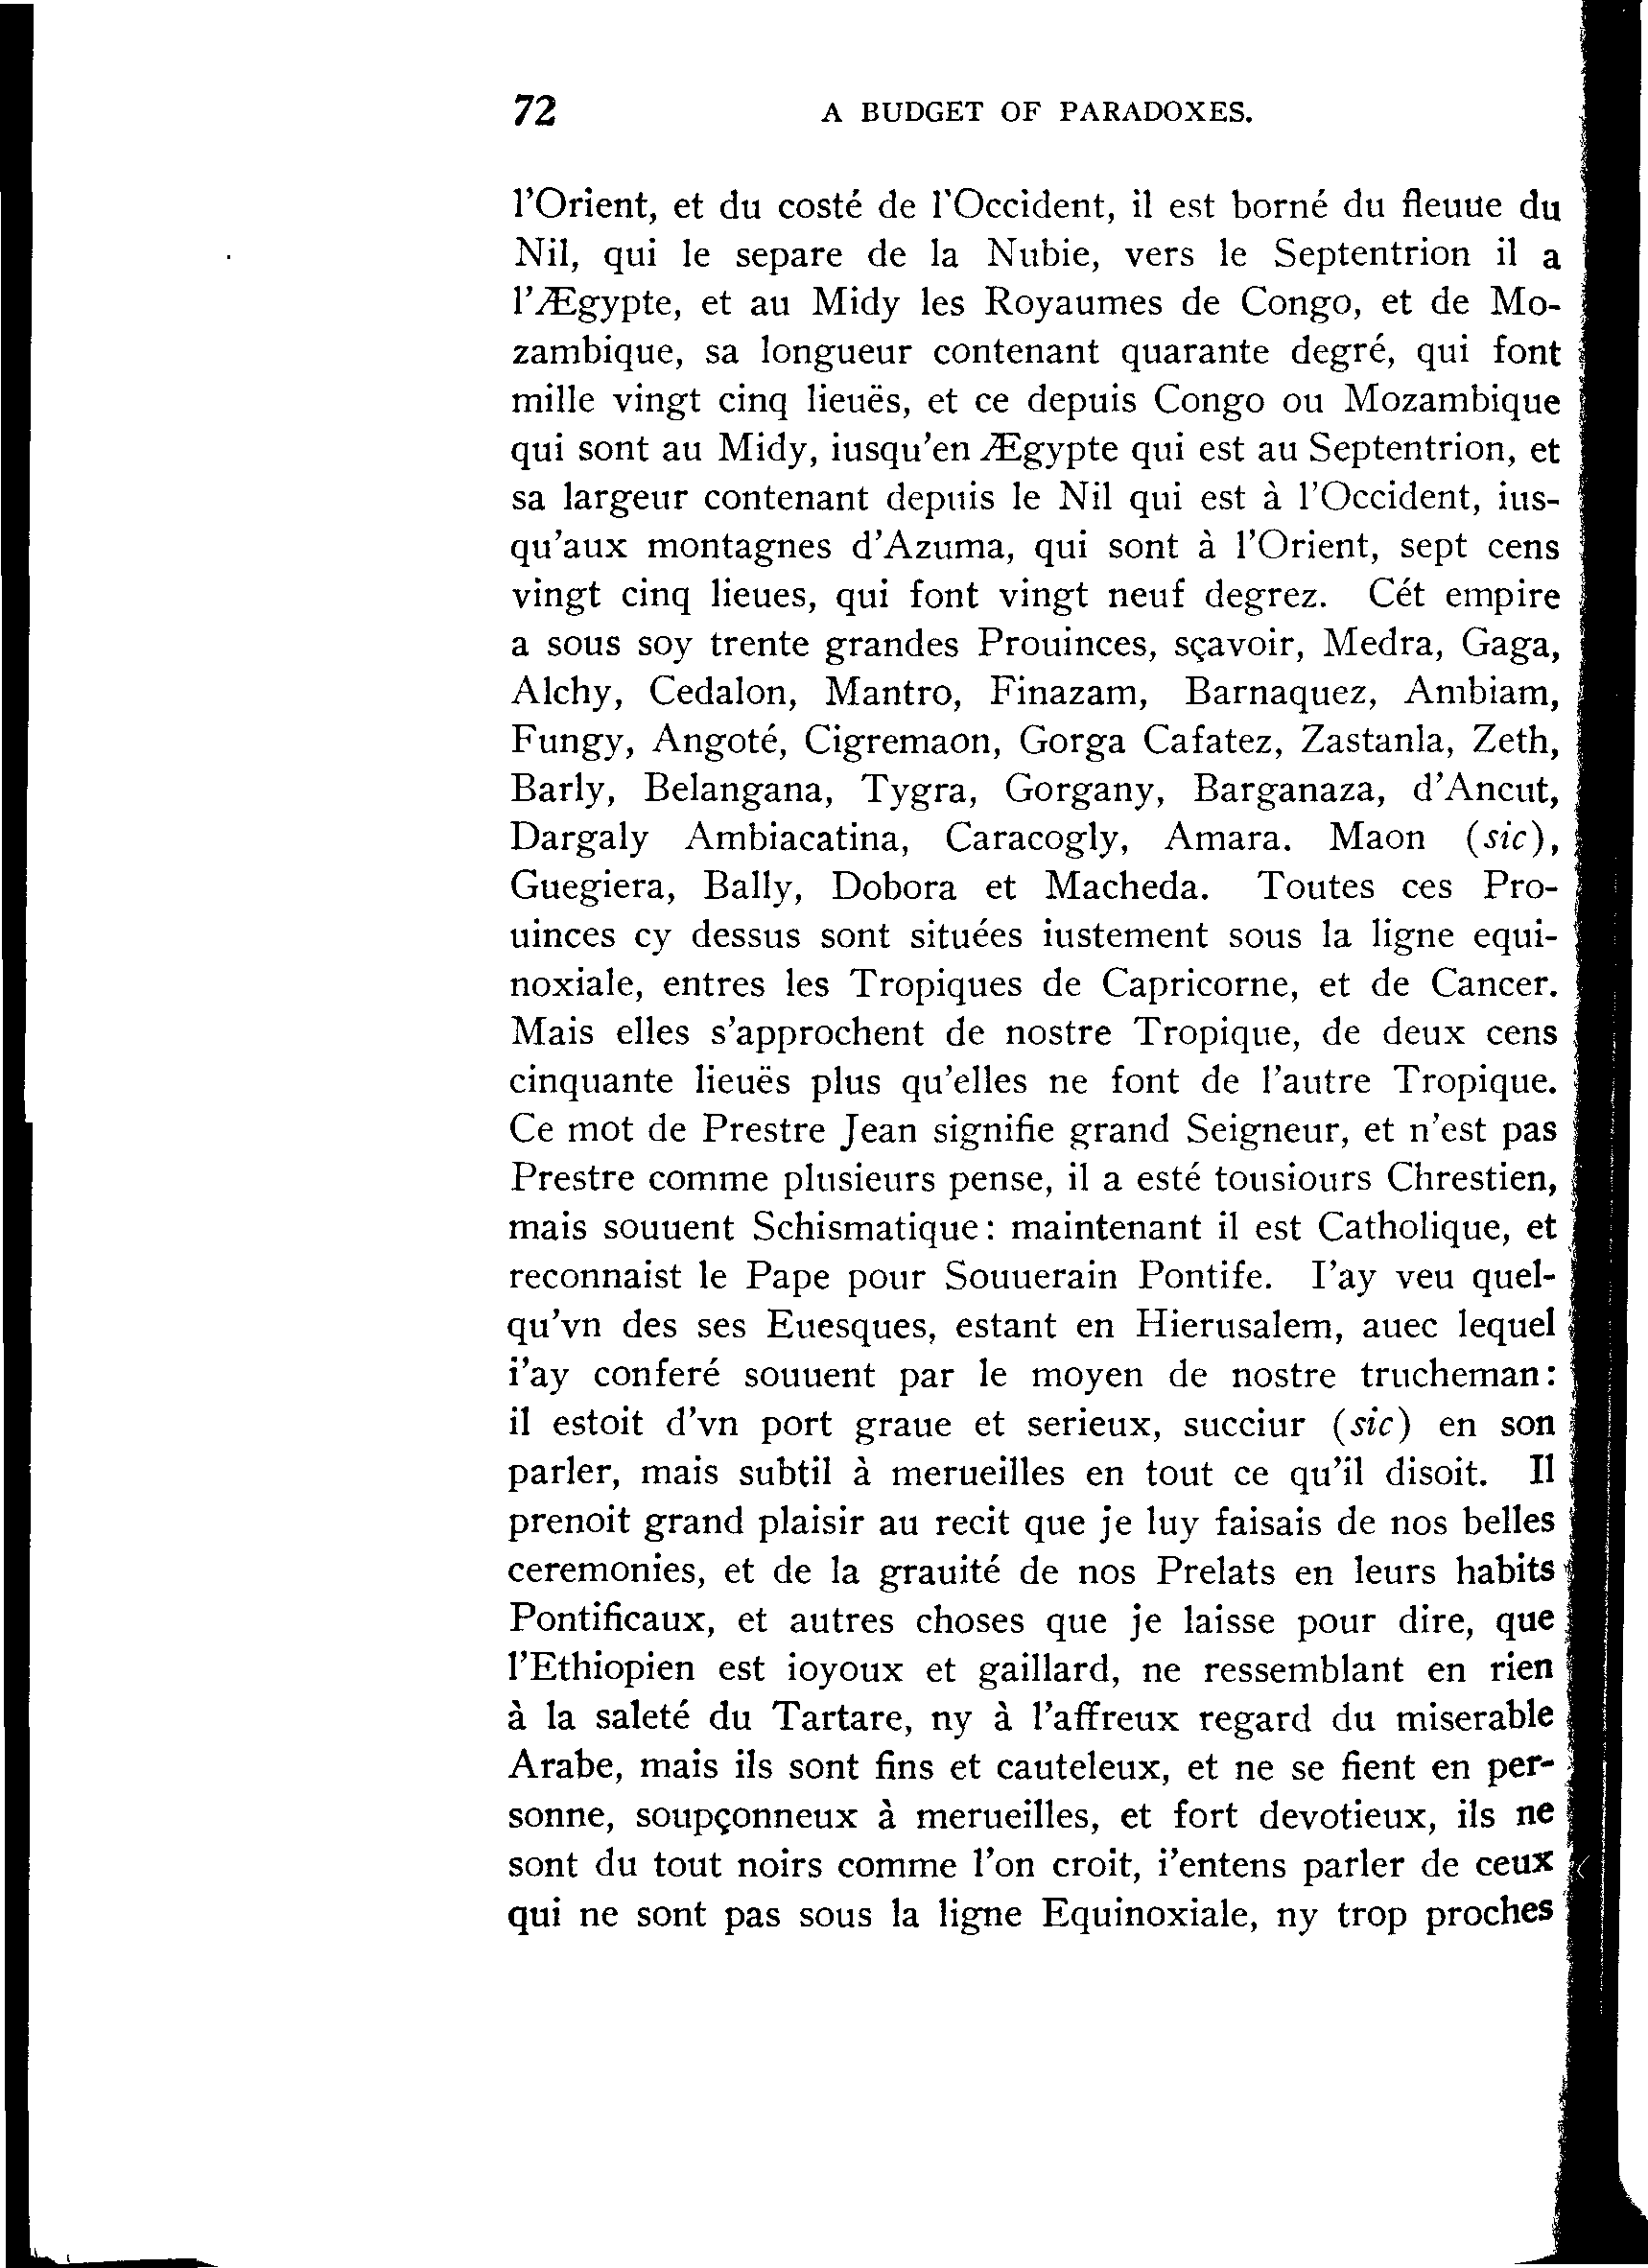 72 A BUDGET OF PARADOXES.
l'Orient, et du costé de l'Occident, il est borné du fleuue du
Nil, qui le separe de la Nubie, vers le Septentrion il a
l'Ægypte, et au Midy les Royaumes de Congo, et de Mo-
zambique, sa longueur contenant quarante degré, qui font
mille vingt cinq lieuës, et ce depuis Congo ou Mozambique
qui sont au Midy, iusqu'en Ægypte qui est au Septentrion, et
sa largeur contenant depuis le Nil qui est à l'Occident, ius-
qu'aux montagnes d'Azuma, qui sont à l'Orient, sept cens
vingt cinq lieues, qui font vingt neuf degrez. Cét empire
a sous soy trente grandes Prouinces, sçavoir, Medra, Gaga,
Alchy, Cedalon, Mantro, Finazam, Barnaquez, Ambiam,
Fungy, Angoté, Cigremaon, Gorga Cafatez, Zastanla, Zeth,
Barly, Belangana, Tygra, Gorgany, Barganaza, d'Ancut,
Dargaly Ambiacatina, Caracogly, Amara. Maon (sic),
Guegiera, Bally, Dobora et Macheda. Toutes ces Pro-
uinces cy dessus sont situées iustement sous la ligne equi-
noxiale, entres les Tropiques de Capricorne, et de Cancer.
Mais elles s'approchent de nostre Tropique, de deux cens
cinquante lieuës plus qu'elles ne font de l'autre Tropique.
Ce mot de Prestre Jean signifie grand Seigneur, et n'est pas
Prestre comme plusieurs pense, il a esté tousiours Chrestien,
mais souuent Schismatique: maintenant il est Catholique, et
reconnaist le Pape pour Souuerain Pontife. I'ay veu quel-
qu'vn des ses Euesques, estant en Hierusalem, auec lequel
i'ay conferé souuent par le moyen de nostre trucheman:
il estoit d'vn port graue et serieux, succiur (sic) en son
parler, mais subtil à merueilles en tout ce qu'il disoit. Il
prenoit grand plaisir au recit que je luy faisais de nos belles
ceremonies, et de la grauité de nos Prelats en leurs habits
Pontificaux, et autres choses que je laisse pour dire, que
l'Ethiopien est ioyoux et gaillard, ne ressemblant en rien
à la saleté du Tartare, ny à l'affreux regard du miserable
Arabe, mais ils sont fins et cauteleux, et ne se fient en per-
sonne, soupçonneux à merueilles, et fort devotieux, ils ne
sont du tout noirs comme l'on croit, i'entens parler de ceux
qui ne sont pas sous la ligne Equinoxiale, ny trop proches